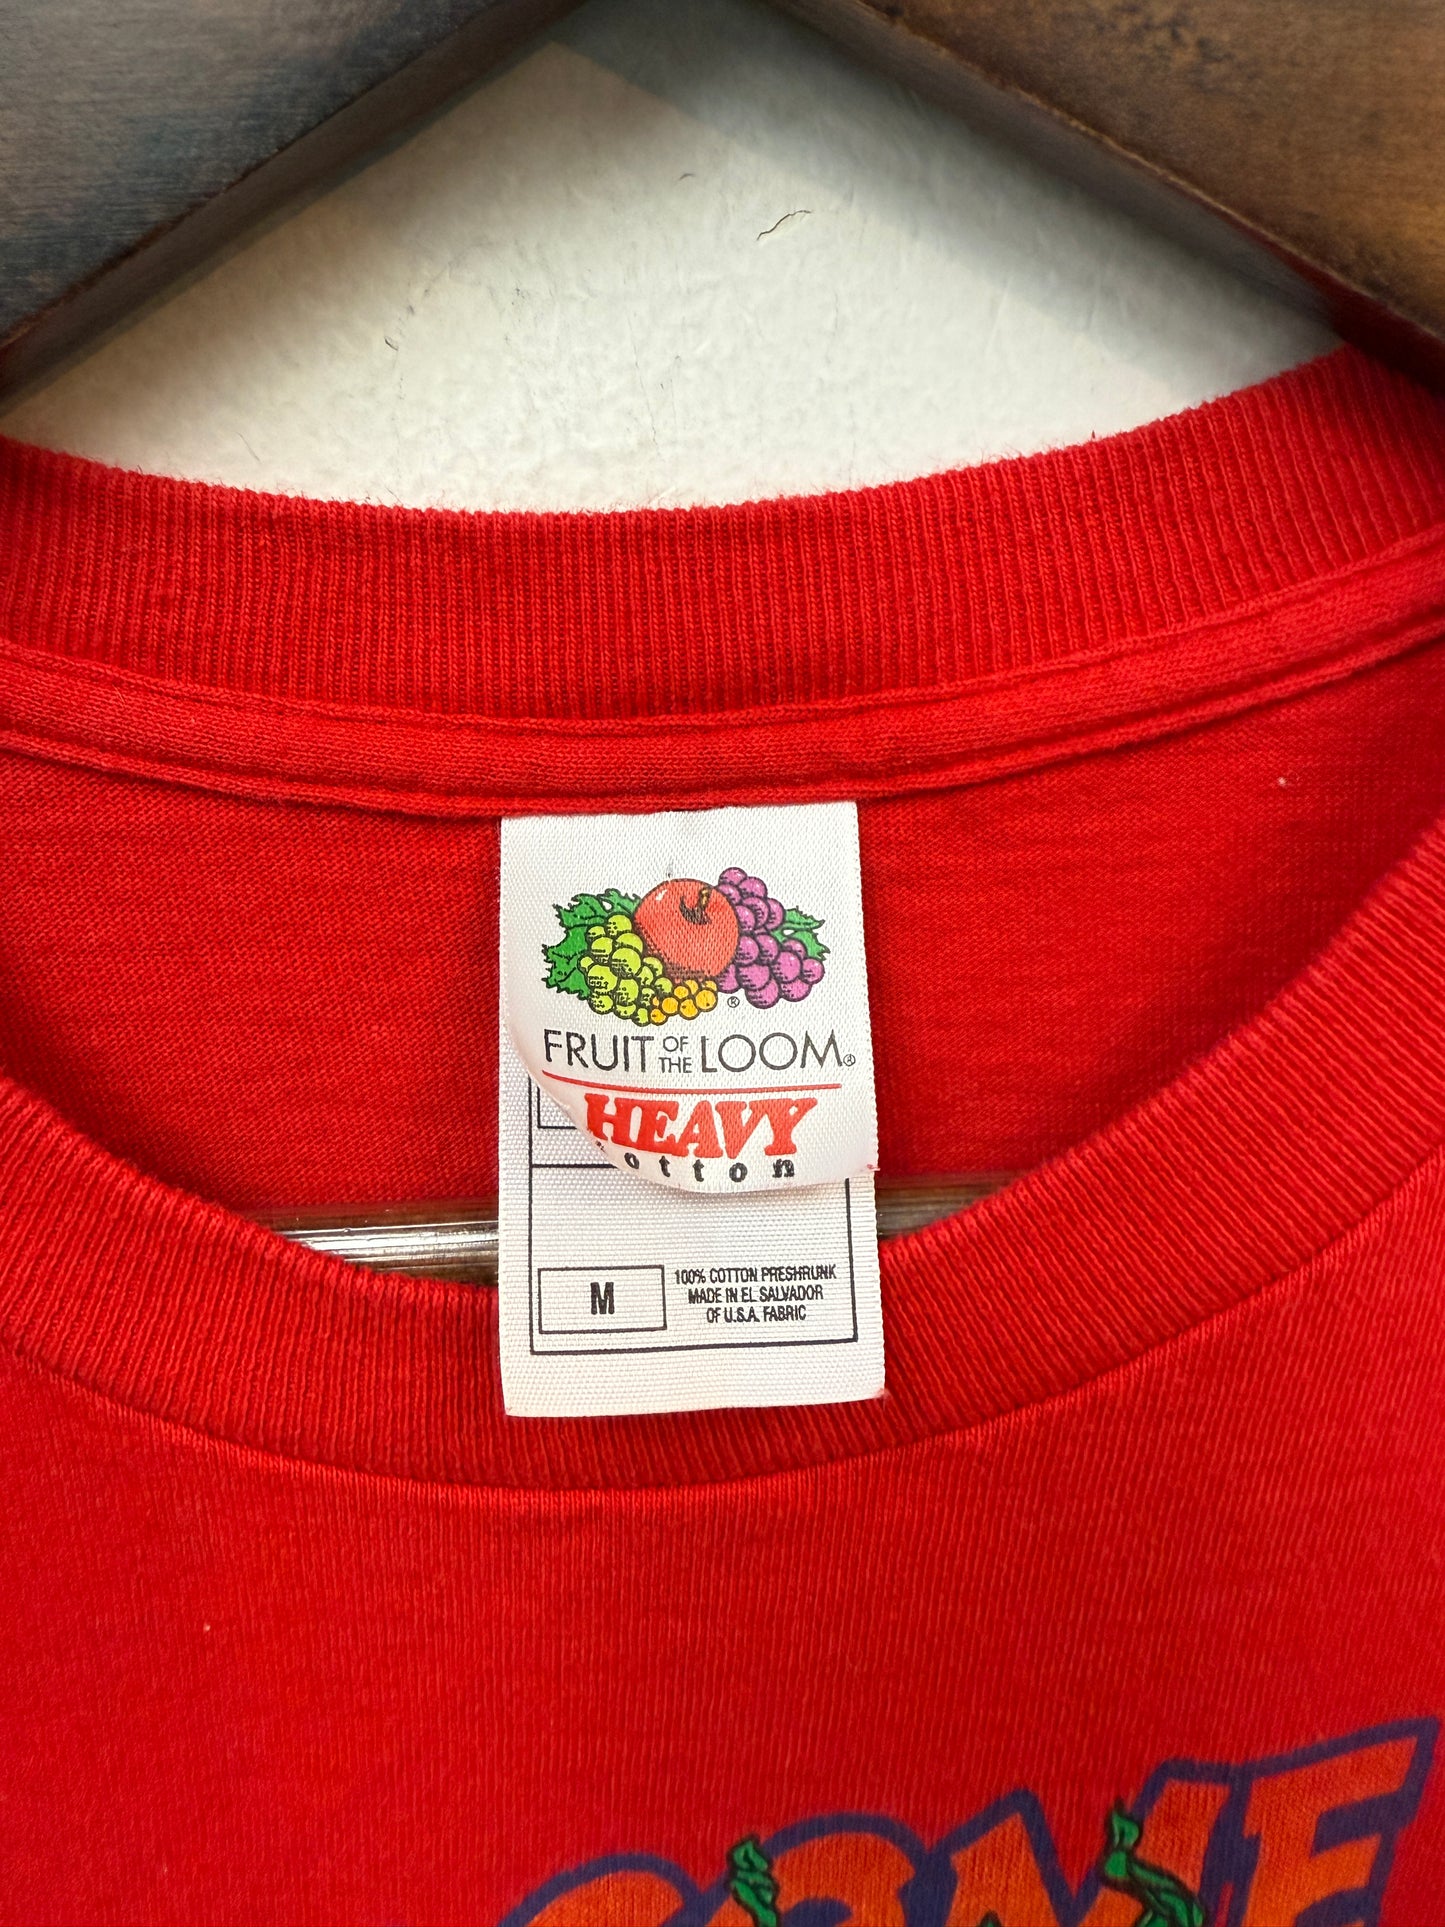 FRUIT OF THE LOOM®
HEAVY
cotton
M
100% COTTON PRESHRUNK
MADE IN EL SALVADOR
OF U.S.A. FABRIC